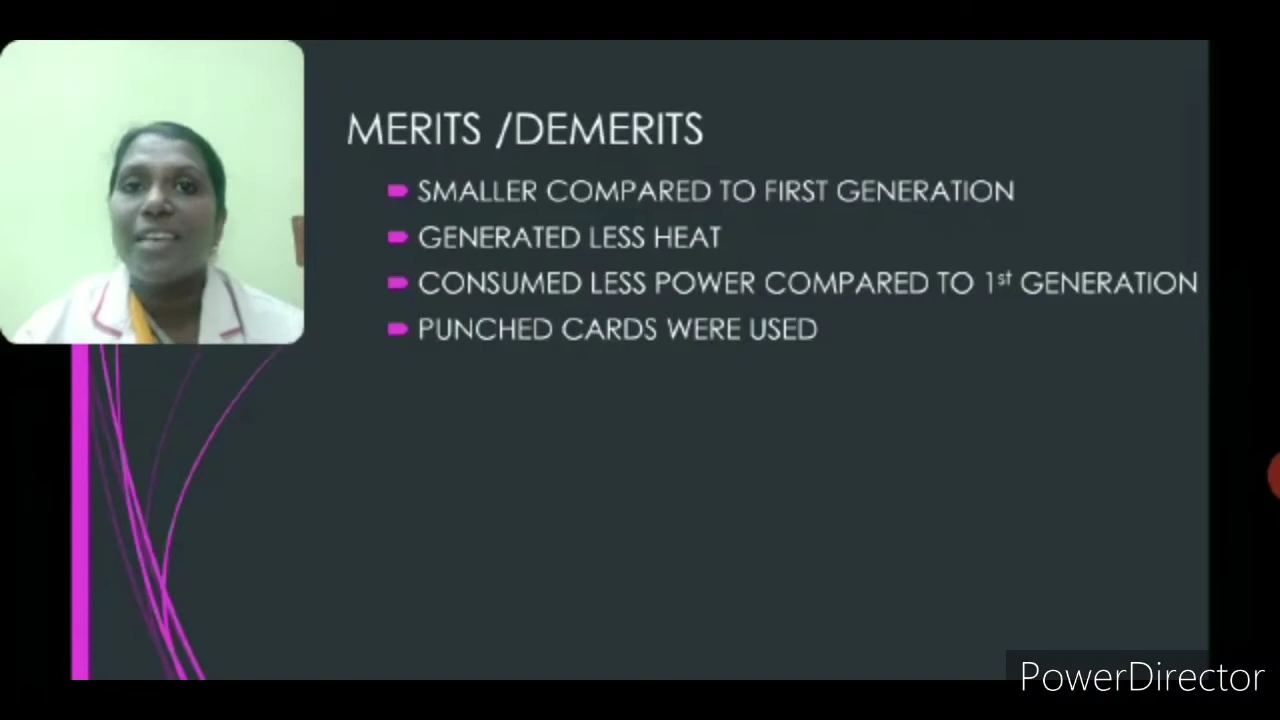 MERITS /DEMERITS
SMALLER COMPARED TO FIRST GENERATION
GENERATED LESS HEAT
CONSUMED LESS POWER COMPARED TO 1st GENERATION
PUNCHED CARDS WERE USED
PowerDirector